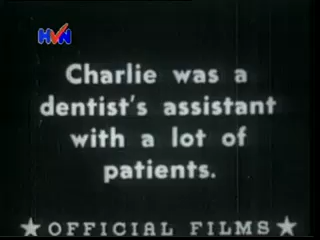 HVN
Charlie was a
dentist's assistant
with a lot of
patients.
★ OFFICIAL FILMS ★